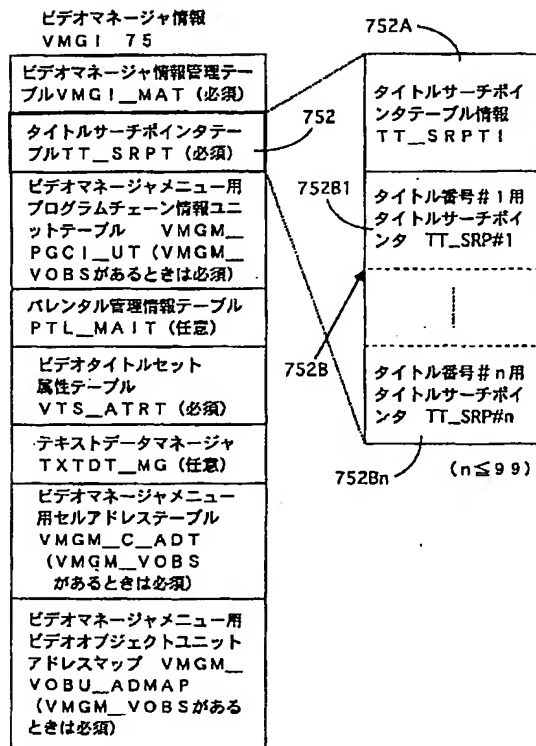 ビデオマネージャ情報
VMGI 75
ビデオマネージャ情報管理テー
ブルVMGI__MAT (必須)
タイトルサーチポインタテー
ブルTT__SRPT (必須)
ビデオマネージャメニュー用
プログラムチェーン情報ユニ
ットテーブル VMGM__
PGCI__UT (VMGM__
VOBSがあるときは必須)
パレンタル管理情報テーブル
PTL__MAIT (任意)
ビデオタイトルセット
属性テーブル
VTS__ATRT (必須)
テキストデータマネージャ
TXTDT__MG (任意)
ビデオマネージャメニュー
用セルアドレステーブル
VMGM__C__ADT
(VMGM__VOBS
があるときは必須)
ビデオマネージャメニュー用
ビデオオブジェクトユニット
アドレスマップ VMGM__
VOBU__ADMAP
(VMGM__VOBSがある
ときは必須)
752
752A
タイトルサーチポイ
ンタテーブル情報
TT__SRPTI
752B1
タイトル番号#1用
タイトルサーチポイ
ンタ TT_SRP#1
752B
タイトル番号#n用
タイトルサーチポイ
ンタ TT_SRP#n
752Bn
(n≦99)